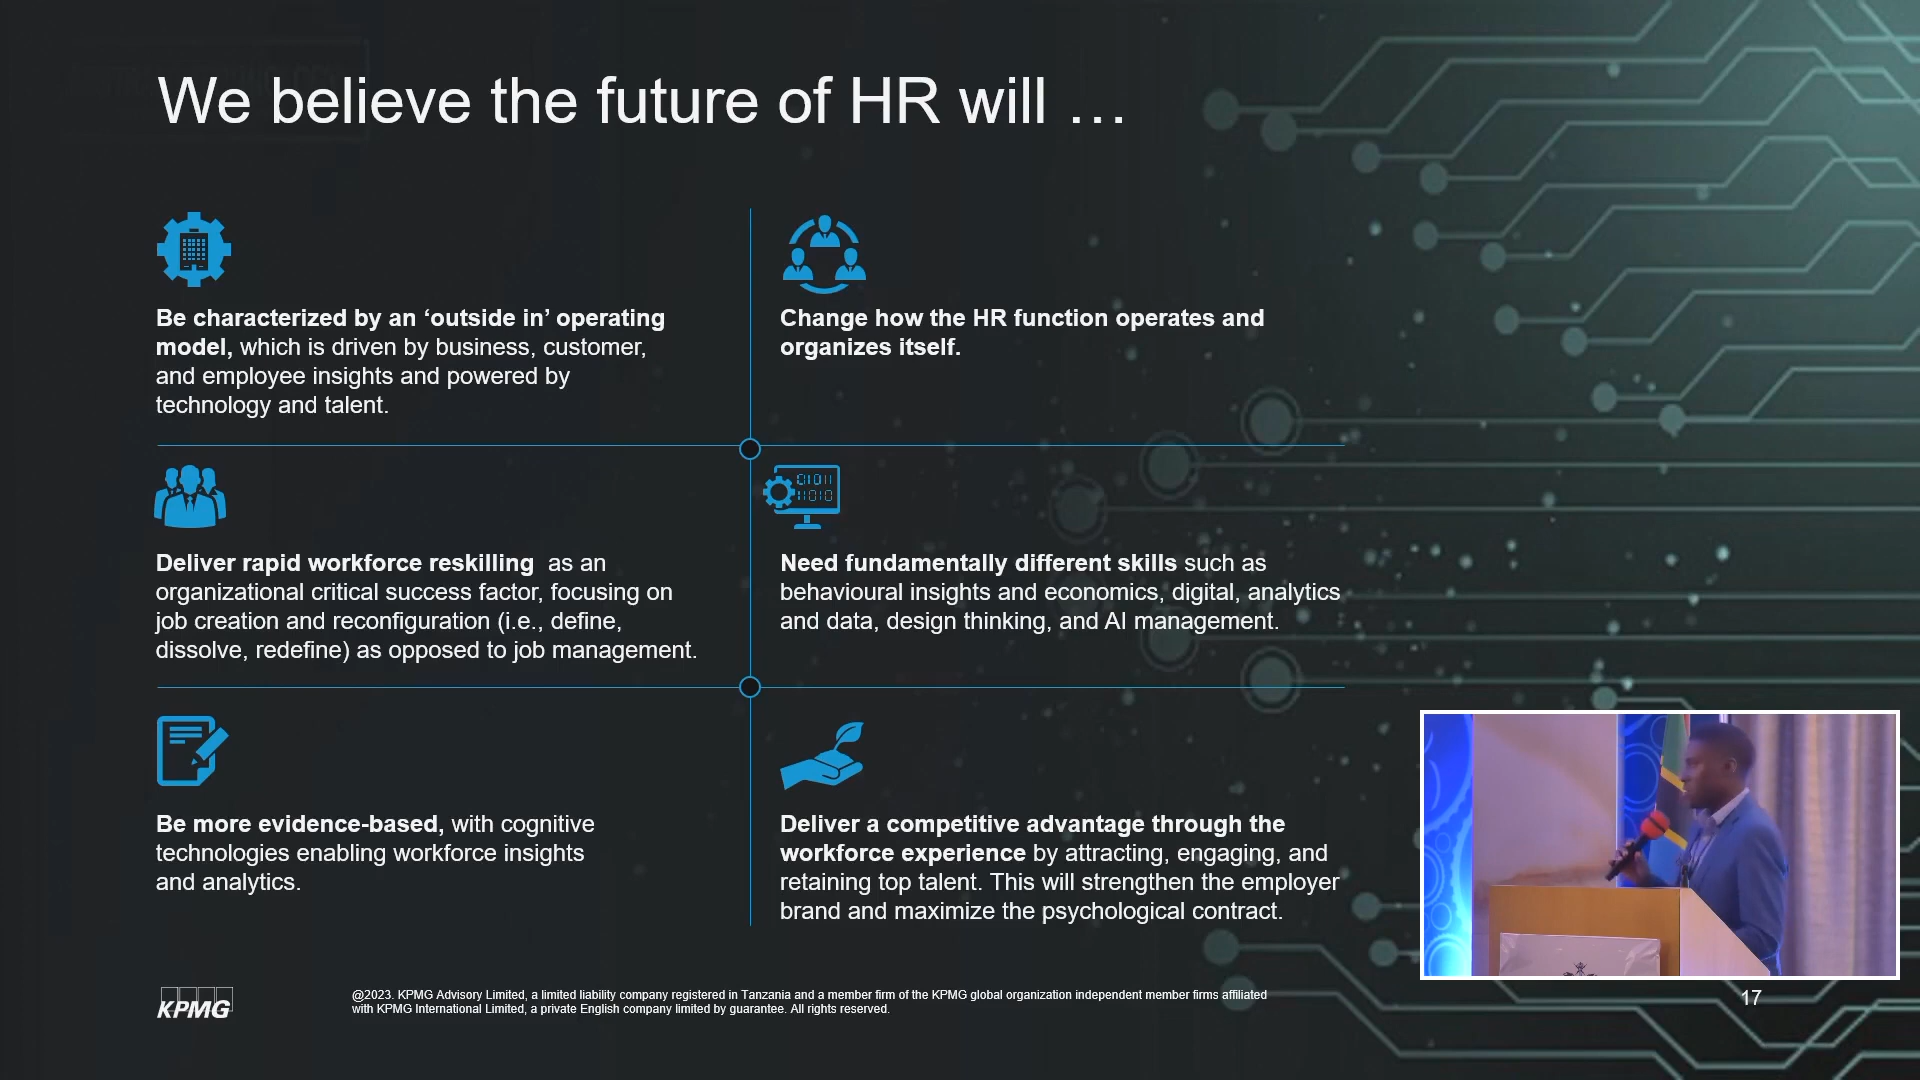 We believe the future of HR will …
Be characterized by an ‘outside in’ operating
model, which is driven by business, customer,
and employee insights and powered by
technology and talent.
Change how the HR function operates and
organizes itself.
Deliver rapid workforce reskilling  as an
organizational critical success factor, focusing on
job creation and reconfiguration (i.e., define,
dissolve, redefine) as opposed to job management.
01011
11010
Need fundamentally different skills such as
behavioural insights and economics, digital, analytics
and data, design thinking, and AI management.
Be more evidence-based, with cognitive
technologies enabling workforce insights
and analytics.
Deliver a competitive advantage through the
workforce experience by attracting, engaging, and
retaining top talent. This will strengthen the employer
brand and maximize the psychological contract.
KPMG
@2023. KPMG Advisory Limited, a limited liability company registered in Tanzania and a member firm of the KPMG global organization independent member firms affiliated
with KPMG International Limited, a private English company limited by guarantee. All rights reserved.
17